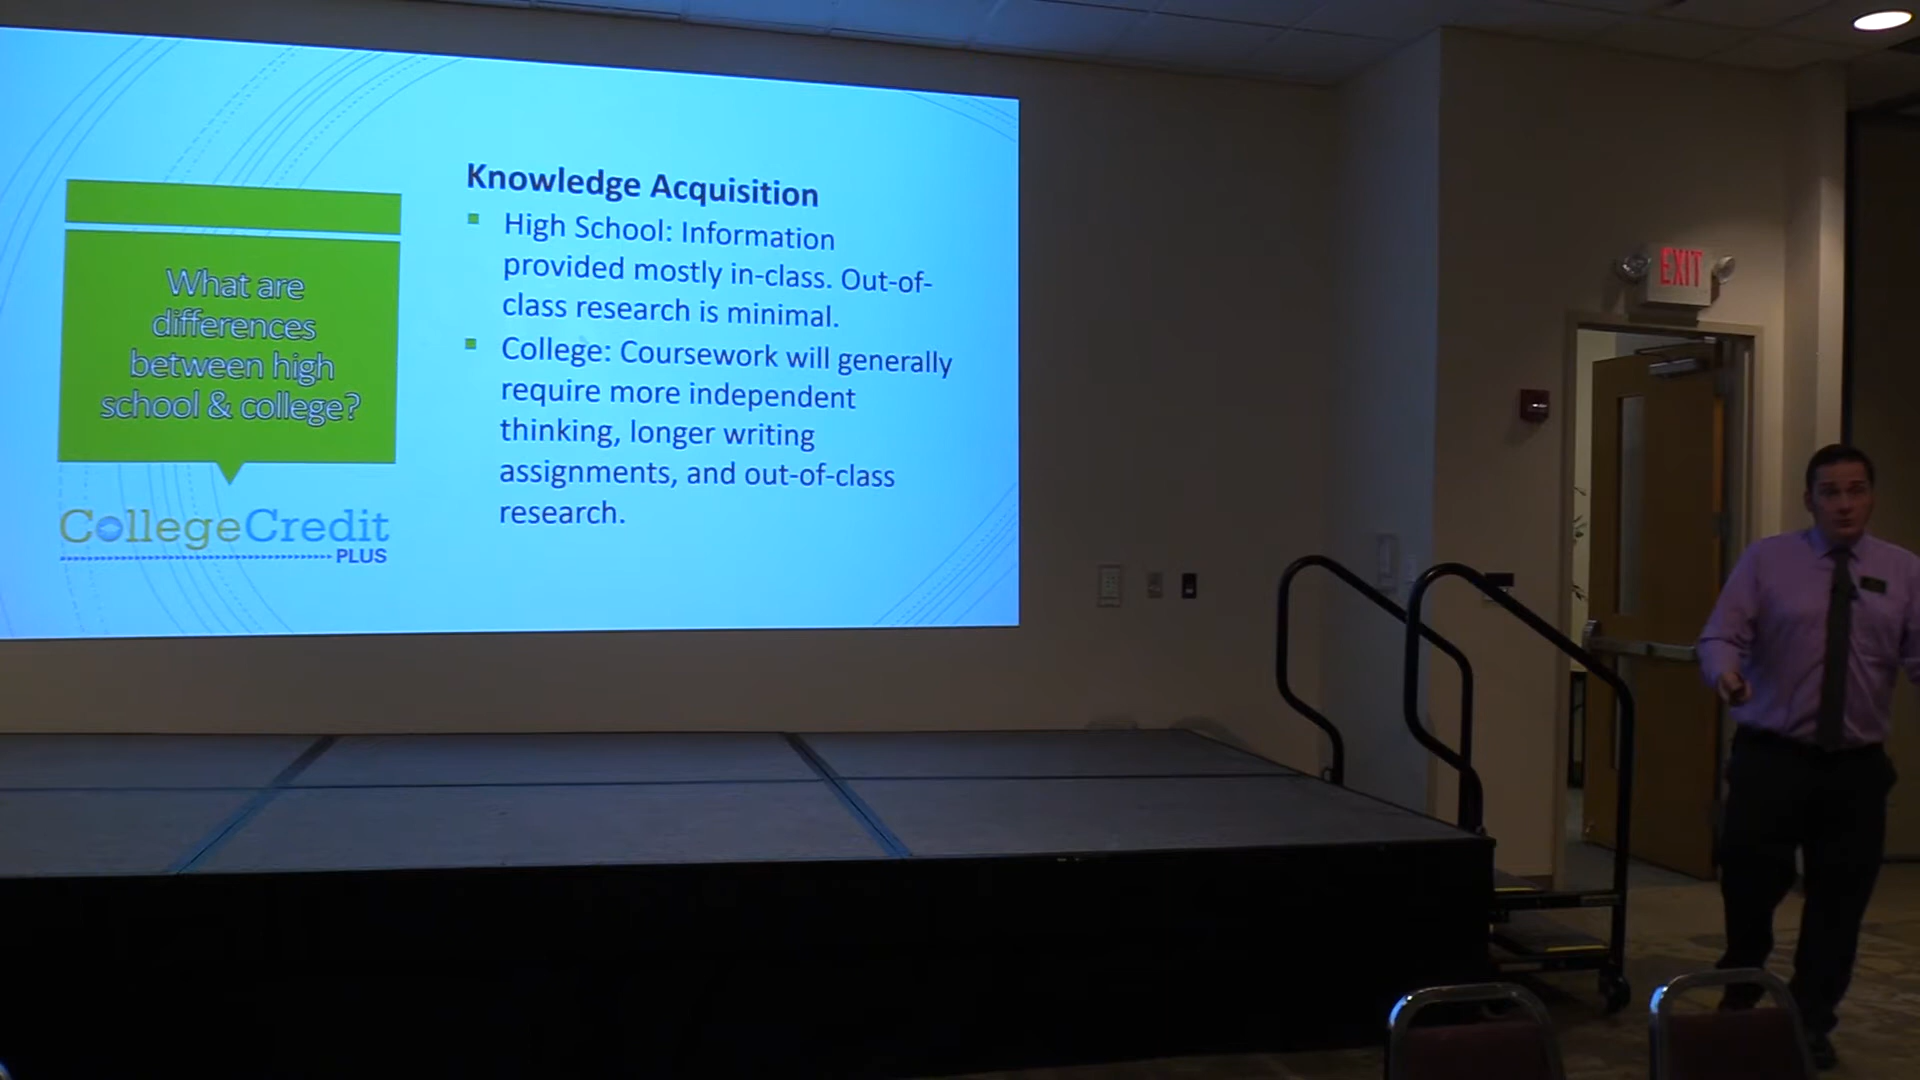 What are
differences
between high
school & college?
CollegeCredit
PLUS
Knowledge Acquisition
High School: Information
provided mostly in-class. Out-of-
class research is minimal.
College: Coursework will generally
require more independent
thinking, longer writing
assignments, and out-of-class
research.
EXIT